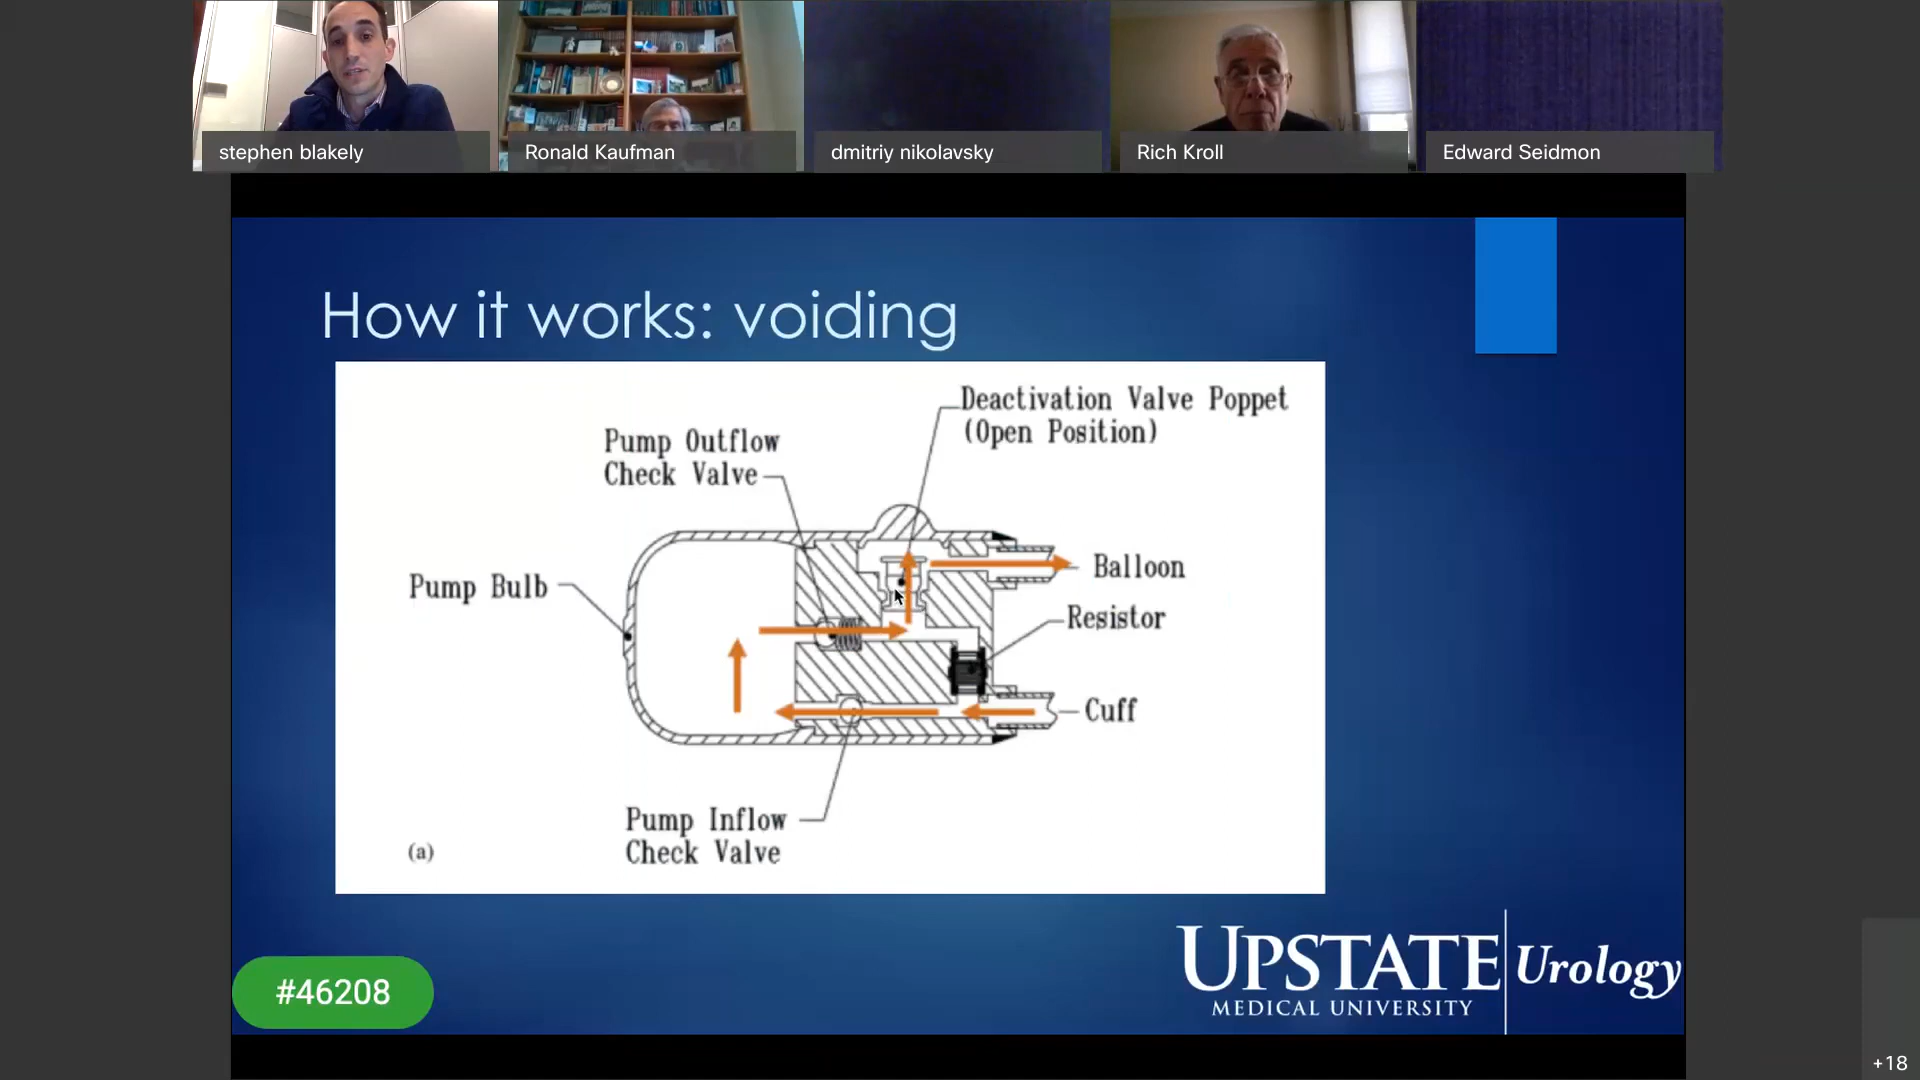 stephen blakely
Ronald Kaufman
dmitriy nikolavsky
Rich Kroll
Edward Seidmon
How it works: voiding
Deactivation Valve Poppet
(Open Position)
Pump Outflow
Check Valve
Balloon
Pump Bulb
Resistor
Cuff
Pump Inflow
Check Valve
(a)
UPSTATE
MEDICAL UNIVERSITY
Urology
#46208
+18